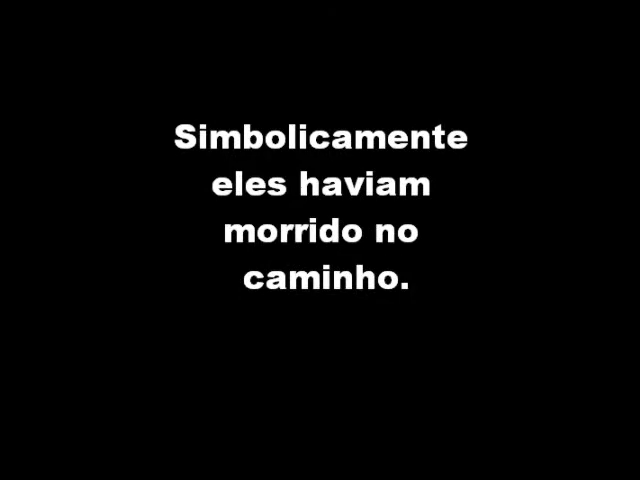 Simbolicamente
eles haviam
morrido no
caminho.